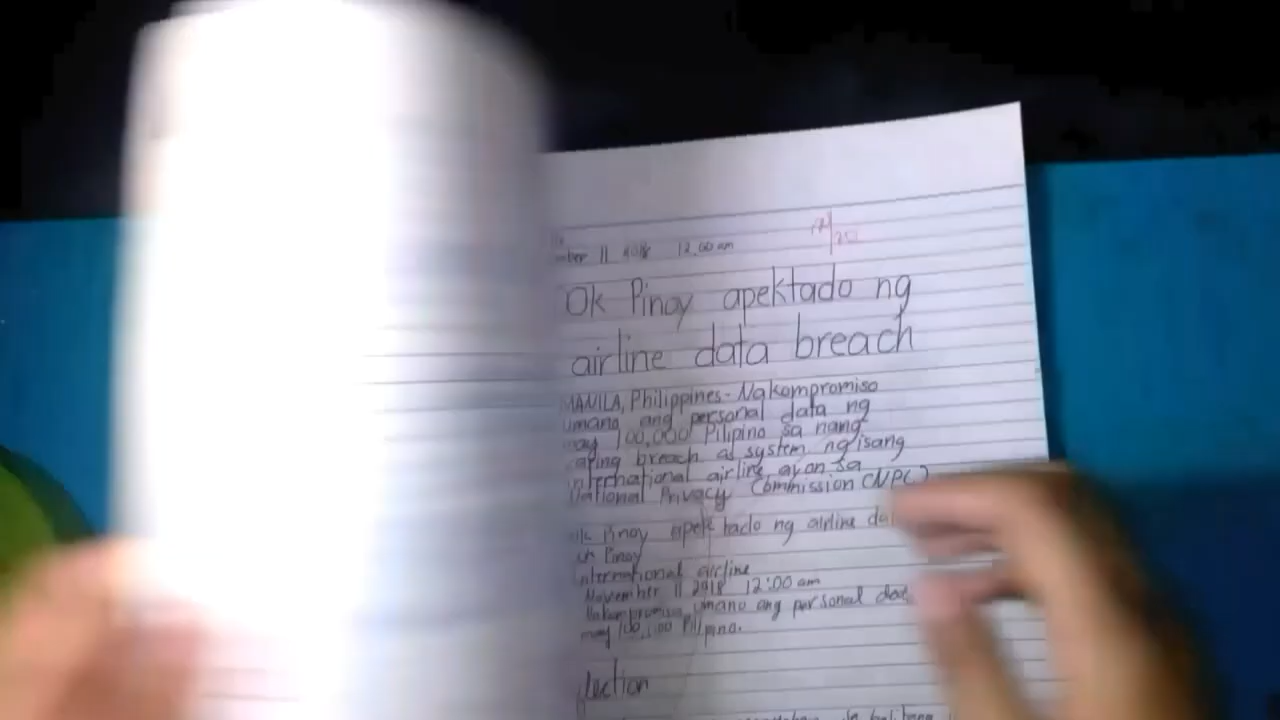 11 2018 12:00 am
Ok Pinoy apektado ng
airline data breach
MANILA, Philippines - Nakompromiso
umano ang personal data ng
may 100,000 Pilipino sa nang
breach as system ng isang
international airline ayon sa
National Privacy Commission (NPC)
Pinoy apektado ng airline
Pinoy
international airline
November 11 2018 12:00 am
Nakompromiso umano ang personal
may 100,000 Pilipino.